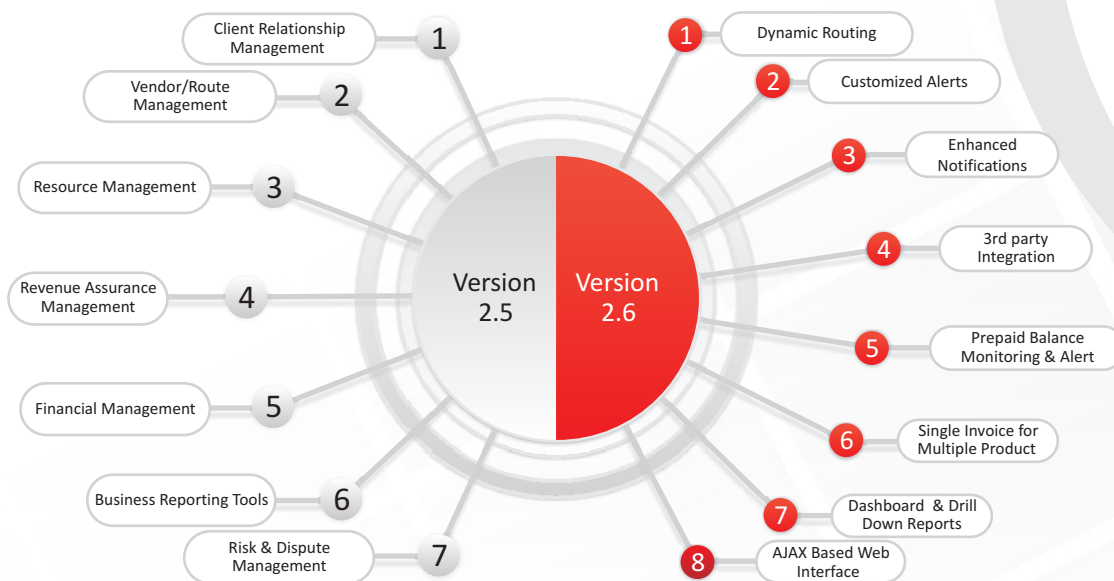 Client Relationship
Management
1
Vendor/Route
Management
2
Resource Management
3
Revenue Assurance
Management
4
Financial Management
5
Business Reporting Tools
6
Risk & Dispute
Management
7
Version
2.5
Version
2.6
1
Dynamic Routing
2
Customized Alerts
3
Enhanced
Notifications
4
3rd party
Integration
5
Prepaid Balance
Monitoring & Alert
6
Single Invoice for
Multiple Product
7
Dashboard & Drill
Down Reports
8
AJAX Based Web
Interface